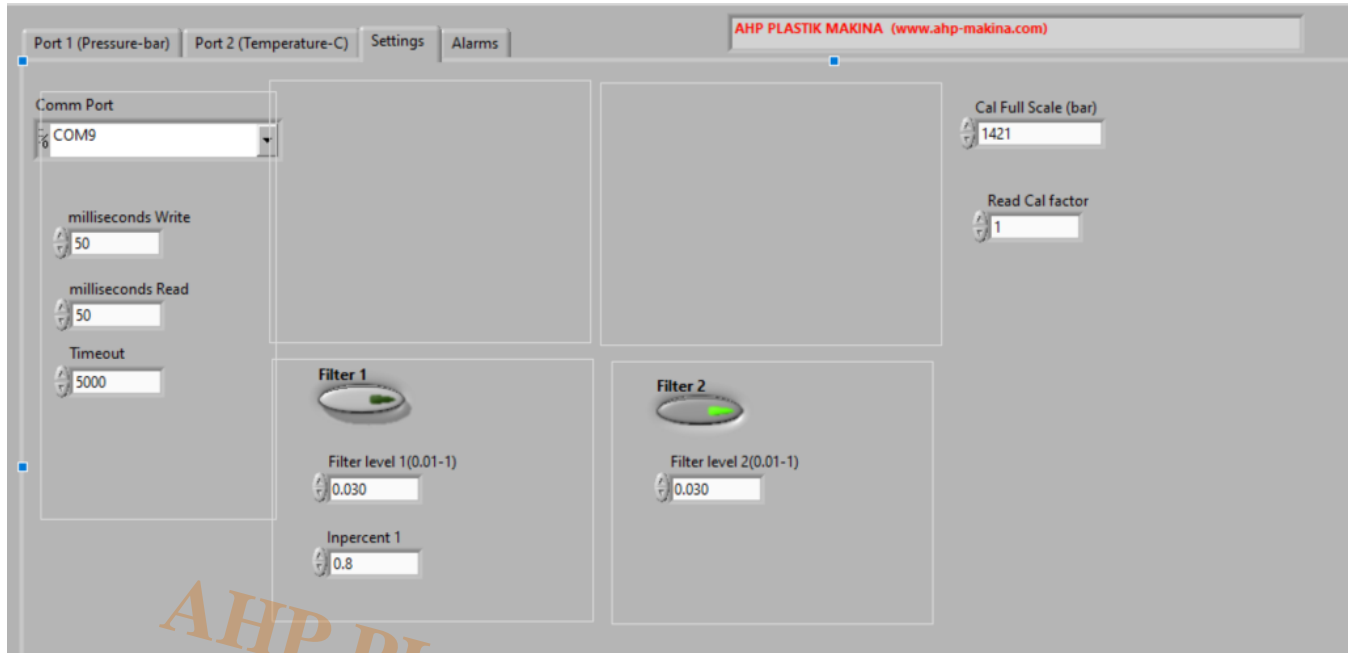 AHP PLASTIK MAKINA (www.ahp-makina.com)
Port 1 (Pressure-bar) Port 2 (Temperature-C) Settings Alarms
Comm Port
COM9
milliseconds Write
50
milliseconds Read
50
Timeout
5000
Filter 1
Filter level 1(0.01-1)
0.030
Inpercent 1
0.8
Filter 2
Filter level 2(0.01-1)
0.030
Cal Full Scale (bar)
1421
Read Cal factor
1
AHP